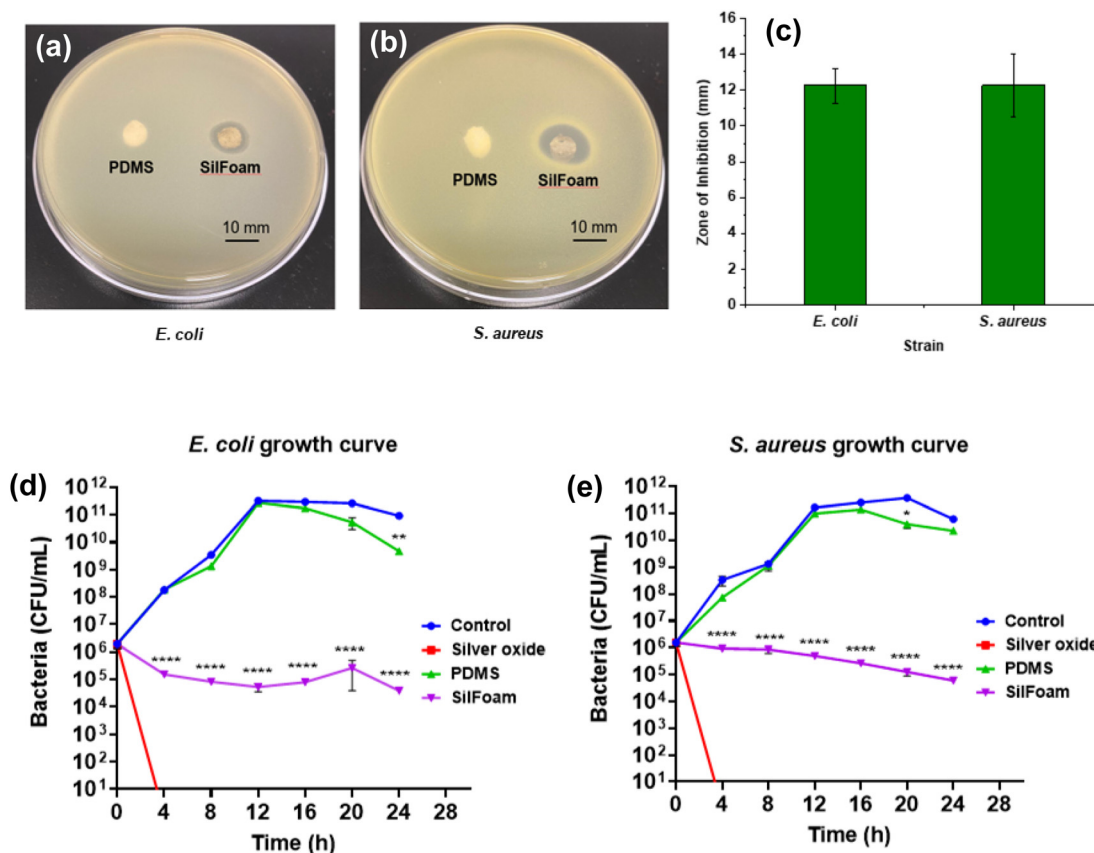 (a)
PDMS
SilFoam
10 mm
E. coli
(b)
PDMS
SilFoam
10 mm
S. aureus
(c)
Zone of Inhibition (mm)
16
14
12
10
8
6
4
2
0
E. coli
S. aureus
Strain
(d)
E. coli growth curve
Bacteria (CFU/mL)
10¹²
10¹¹
10¹⁰
10⁹
10⁸
10⁷
10⁶
10⁵
10⁴
10³
10²
10¹
**
**** **** **** **** **** ****
Control
Silver oxide
PDMS
SilFoam
0 4 8 12 16 20 24 28
Time (h)
(e)
S. aureus growth curve
Bacteria (CFU/mL)
10¹²
10¹¹
10¹⁰
10⁹
10⁸
10⁷
10⁶
10⁵
10⁴
10³
10²
10¹
*
**** **** **** **** **** ****
Control
Silver oxide
PDMS
SilFoam
0 4 8 12 16 20 24 28
Time (h)